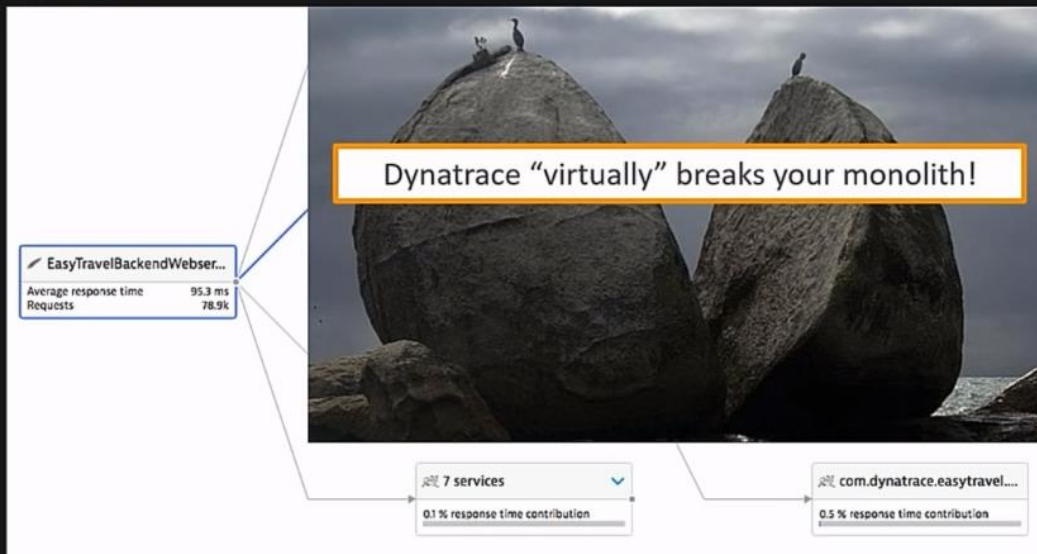 Dynatrace “virtually” breaks your monolith!
EasyTravelBackendWebser...
Average response time 95.3 ms
Requests 78.9k
7 services
0.1 % response time contribution
com.dynatrace.easytravel....
0.5 % response time contribution